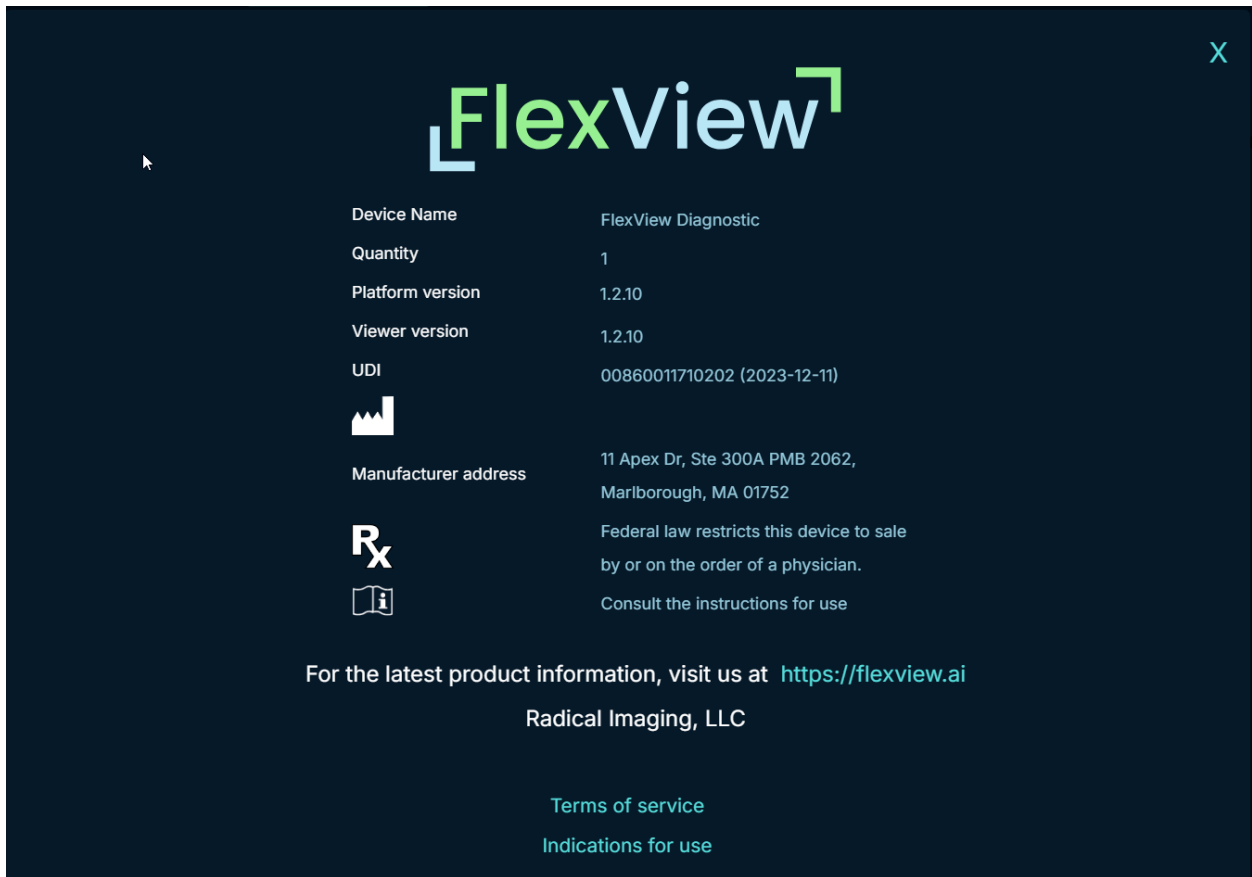 X
FlexView
Device Name FlexView Diagnostic
Quantity 1
Platform version 1.2.10
Viewer version 1.2.10
UDI 00860011710202 (2023-12-11)
Manufacturer address 11 Apex Dr, Ste 300A PMB 2062,
Marlborough, MA 01752
Rx Federal law restricts this device to sale
by or on the order of a physician.
i Consult the instructions for use
For the latest product information, visit us at https://flexview.ai
Radical Imaging, LLC
Terms of service
Indications for use